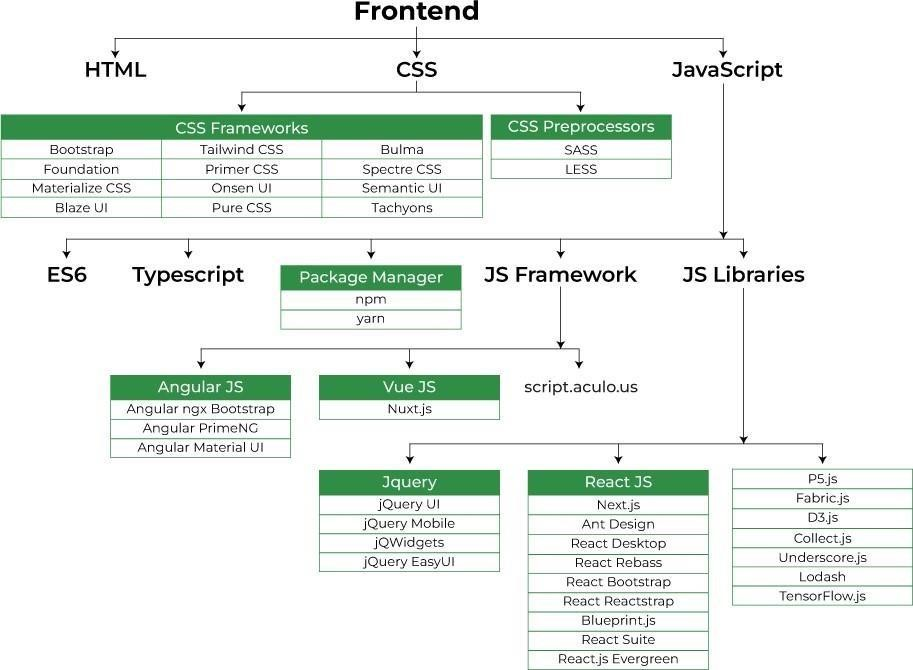 Frontend
HTML CSS JavaScript
CSS Frameworks
Bootstrap Tailwind CSS Bulma
Foundation Primer CSS Spectre CSS
Materialize CSS Onsen UI Semantic UI
Blaze UI Pure CSS Tachyons
CSS Preprocessors
SASS
LESS
ES6 Typescript
Package Manager
npm
yarn
JS Framework JS Libraries
Angular JS
Angular ngx Bootstrap
Angular PrimeNG
Angular Material UI
Vue JS
Nuxt.js
script.aculo.us
Jquery
jQuery UI
jQuery Mobile
jQWidgets
jQuery EasyUI
React JS
Next.js
Ant Design
React Desktop
React Rebass
React Bootstrap
React Reactstrap
Blueprint.js
React Suite
React.js Evergreen
P5.js
Fabric.js
D3.js
Collect.js
Underscore.js
Lodash
TensorFlow.js